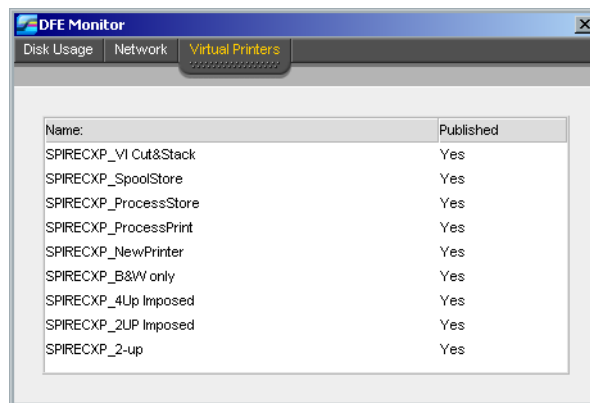 DFE Monitor
Disk Usage Network Virtual Printers
Name: Published
SPIRECXP_VI Cut&Stack Yes
SPIRECXP_SpoolStore Yes
SPIRECXP_ProcessStore Yes
SPIRECXP_ProcessPrint Yes
SPIRECXP_NewPrinter Yes
SPIRECXP_B&W only Yes
SPIRECXP_4Up Imposed Yes
SPIRECXP_2UP Imposed Yes
SPIRECXP_2-up Yes